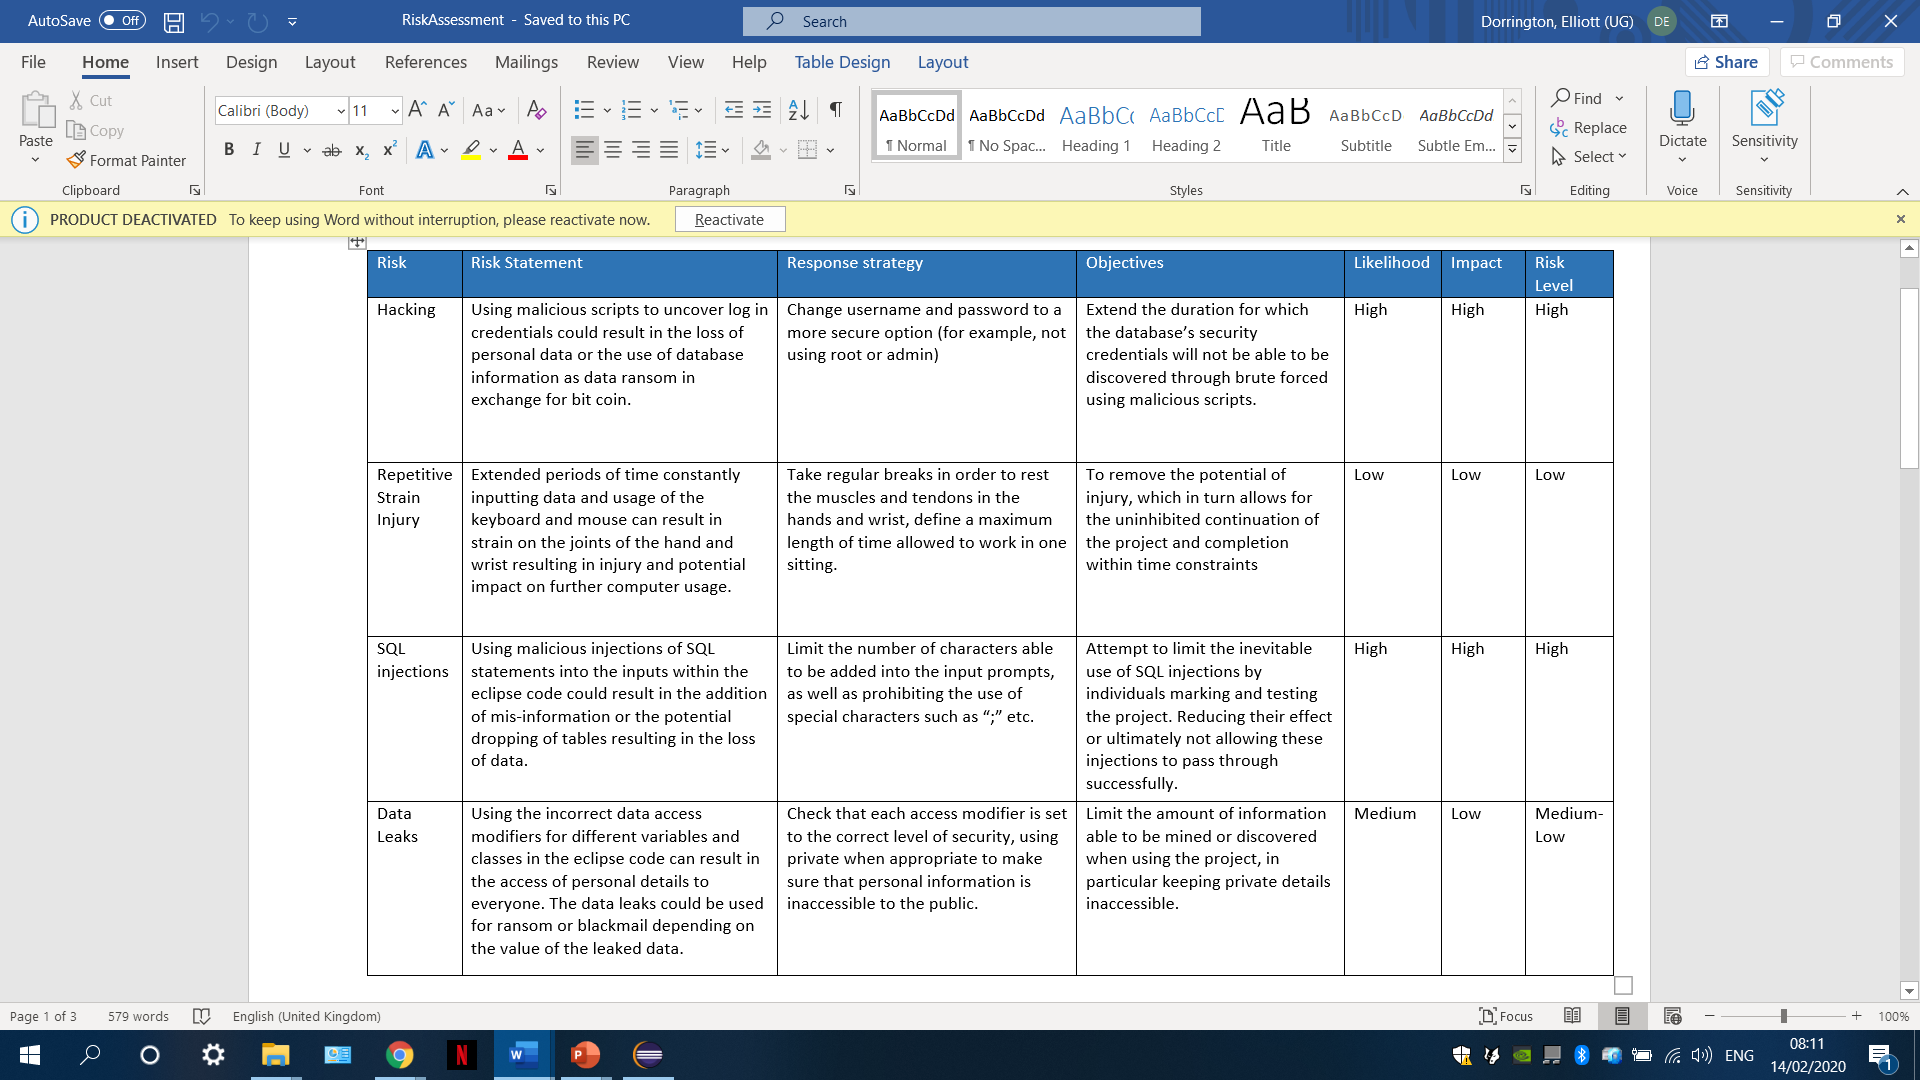 AutoSave Off RiskAssessment - Saved to this PC Search Dorrington, Elliott (UG) DE
File Home Insert Design Layout References Mailings Review View Help Table Design Layout Share Comments
Paste
Cut
Copy
Format Painter
Clipboard
Calibri (Body) 11
Font
Paragraph
AaBbCcDd AaBbCcDd AaBbC( AaBbCcE AaB AaBbCcD AaBbCcDd
¶ Normal ¶ No Spac... Heading 1 Heading 2 Title Subtitle Subtle Em...
Styles
Find
Replace
Select
Editing
Dictate
Voice
Sensitivity
Sensitivity
PRODUCT DEACTIVATED To keep using Word without interruption, please reactivate now. Reactivate
Risk
Risk Statement
Response strategy
Objectives
Likelihood
Impact
Risk
Level
Hacking
Using malicious scripts to uncover log in
credentials could result in the loss of
personal data or the use of database
information as data ransom in
exchange for bit coin.
Change username and password to a
more secure option (for example, not
using root or admin)
Extend the duration for which
the database’s security
credentials will not be able to be
discovered through brute forced
using malicious scripts.
High
High
High
Repetitive
Strain
Injury
Extended periods of time constantly
inputting data and usage of the
keyboard and mouse can result in
strain on the joints of the hand and
wrist resulting in injury and potential
impact on further computer usage.
Take regular breaks in order to rest
the muscles and tendons in the
hands and wrist, define a maximum
length of time allowed to work in one
sitting.
To remove the potential of
injury, which in turn allows for
the uninhibited continuation of
the project and completion
within time constraints
Low
Low
Low
SQL
injections
Using malicious injections of SQL
statements into the inputs within the
eclipse code could result in the addition
of mis-information or the potential
dropping of tables resulting in the loss
of data.
Limit the number of characters able
to be added into the input prompts,
as well as prohibiting the use of
special characters such as “;” etc.
Attempt to limit the inevitable
use of SQL injections by
individuals marking and testing
the project. Reducing their effect
or ultimately not allowing these
injections to pass through
successfully.
High
High
High
Data
Leaks
Using the incorrect data access
modifiers for different variables and
classes in the eclipse code can result in
the access of personal details to
everyone. The data leaks could be used
for ransom or blackmail depending on
the value of the leaked data.
Check that each access modifier is set
to the correct level of security, using
private when appropriate to make
sure that personal information is
inaccessible to the public.
Limit the amount of information
able to be mined or discovered
when using the project, in
particular keeping private details
inaccessible.
Medium
Low
Medium-
Low
Page 1 of 3 579 words English (United Kingdom) Focus 100%
ENG
08:11
14/02/2020
1